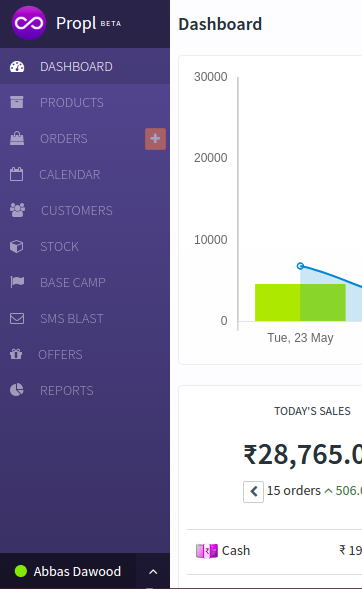 Propl BETA
DASHBOARD
PRODUCTS
ORDERS
CALENDAR
CUSTOMERS
STOCK
BASE CAMP
SMS BLAST
OFFERS
REPORTS
Abbas Dawood
Dashboard
30000
20000
10000
0
Tue, 23 May
TODAY'S SALES
₹28,765.0
15 orders 506.
Cash ₹ 19